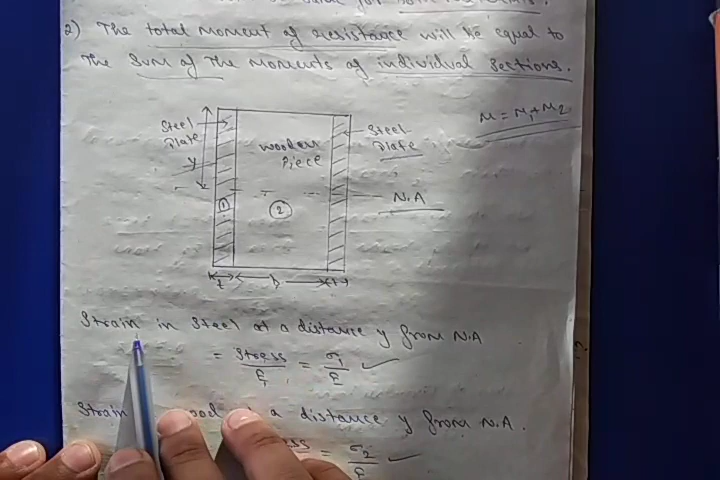 2) The total moment of resistance will be equal to
the sum of the moments of individual sections.
M = M1 + M2
Steel
Plate
y
wooden
Piece
Steel
Plate
N.A
1
2
t
b
t
Strain in steel at a distance y from N.A
= Stress/E1 = σ1/E
Strain
a distance y from N.A.
= σ2/E